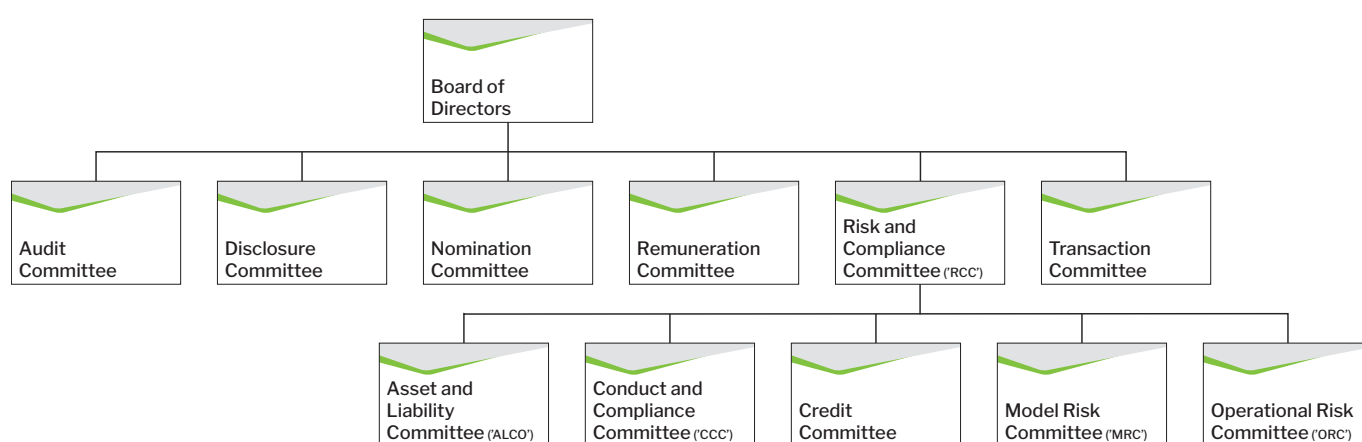 Board of
Directors
Audit
Committee
Disclosure
Committee
Nomination
Committee
Remuneration
Committee
Risk and
Compliance
Committee ('RCC')
Transaction
Committee
Asset and
Liability
Committee ('ALCO')
Conduct and
Compliance
Committee ('CCC')
Credit
Committee
Model Risk
Committee ('MRC')
Operational Risk
Committee ('ORC')